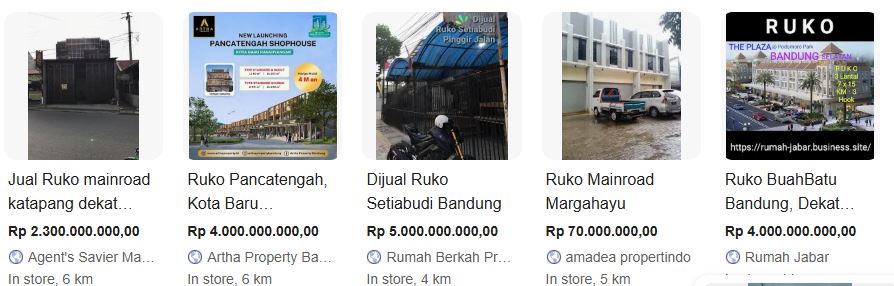 ARTHA
NEW LAUNCHING
PANCATENGAH SHOPHOUSE
KOTA BARU PARAHYANGAN
4 M an
Artha Property Bandung
Dijual
Ruko Setiabudi
Pinggir Jalan
RUKO
THE PLAZA @ Podomoro Park
BANDUNG SELATAN
RUKO
3 Lantai
7 x 15
KM : 3
Hook
https://rumah-jabar.business.site/
Jual Ruko mainroad
katapang dekat...
Rp 2.300.000.000,00
Agent's Savier Ma...
In store, 6 km
Ruko Pancatengah,
Kota Baru...
Rp 4.000.000.000,00
Artha Property Ba...
In store, 6 km
Dijual Ruko
Setiabudi Bandung
Rp 5.000.000.000,00
Rumah Berkah Pr...
In store, 4 km
Ruko Mainroad
Margahayu
Rp 70.000.000,00
amadea propertindo
In store, 5 km
Ruko BuahBatu
Bandung, Dekat...
Rp 4.000.000.000,00
Rumah Jabar